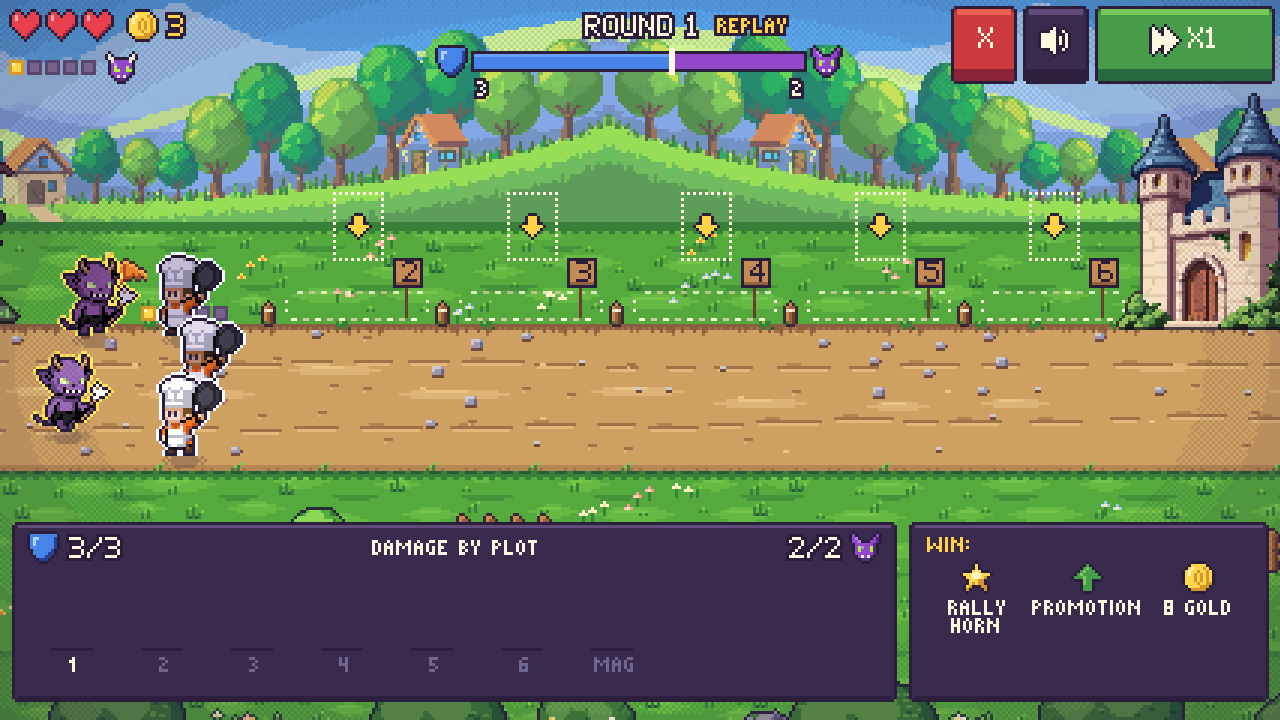 3
ROUND 1 REPLAY
X
X1
3
2
2
3
4
5
6
3/3
DAMAGE BY PLOT
2/2
1
2
3
4
5
6
MAG
WIN:
RALLY HORN
PROMOTION
8 GOLD